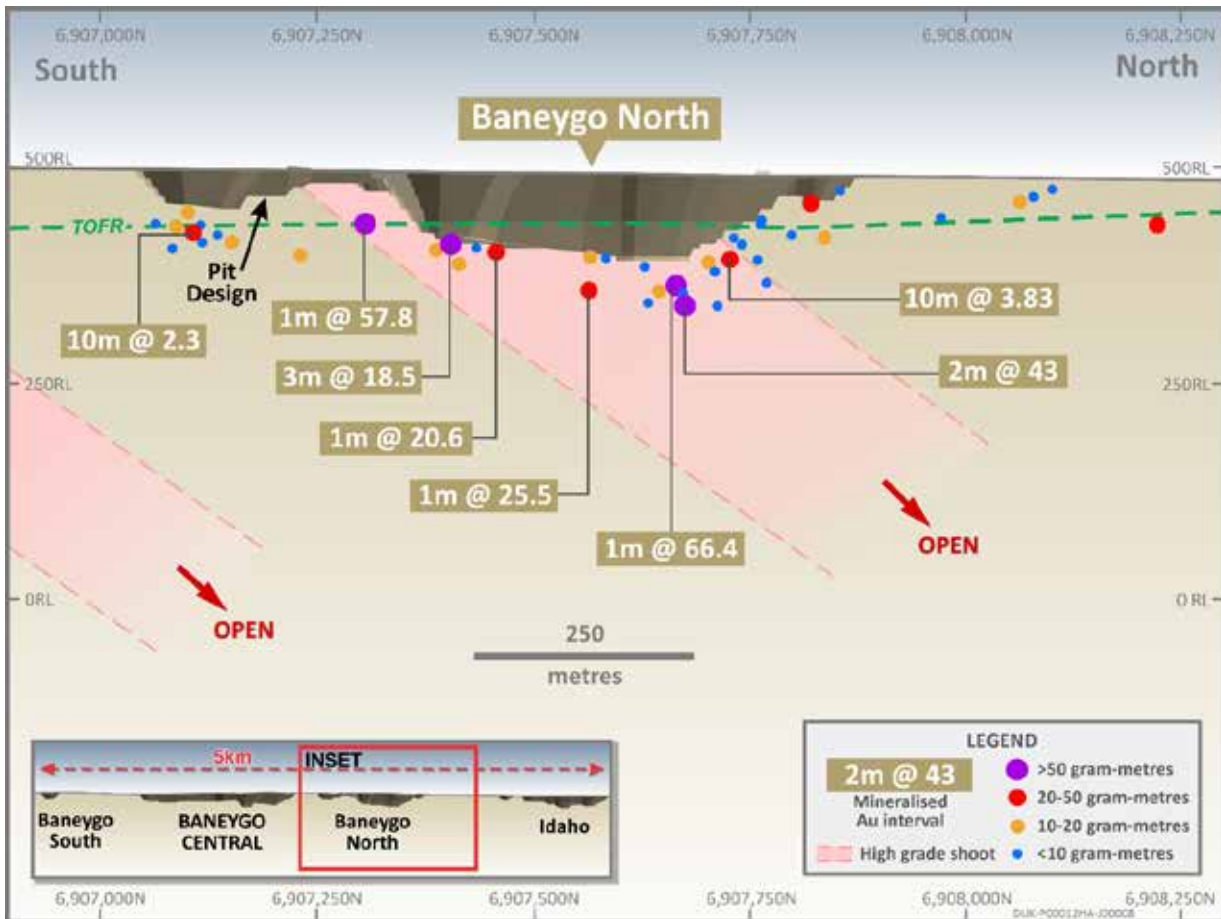 6,907,000N 6,907,250N 6,907,500N 6,907,750N 6,908,000N 6,908,250N
South North
Baneygo North
500RL 500RL
TOFR
Pit
Design
10m @ 2.3
1m @ 57.8
3m @ 18.5
1m @ 20.6
1m @ 25.5
1m @ 66.4
2m @ 43
10m @ 3.83
250RL 250RL
OPEN
0RL 0 RL
OPEN
250
metres
5km
INSET
Baneygo
South
BANEYGO
CENTRAL
Baneygo
North
Idaho
LEGEND
2m @ 43
Mineralised
Au interval
High grade shoot
>50 gram-metres
20-50 gram-metres
10-20 gram-metres
<10 gram-metres
6,907,000N 6,907,250N 6,907,500N 6,907,750N 6,908,000N 6,908,250N